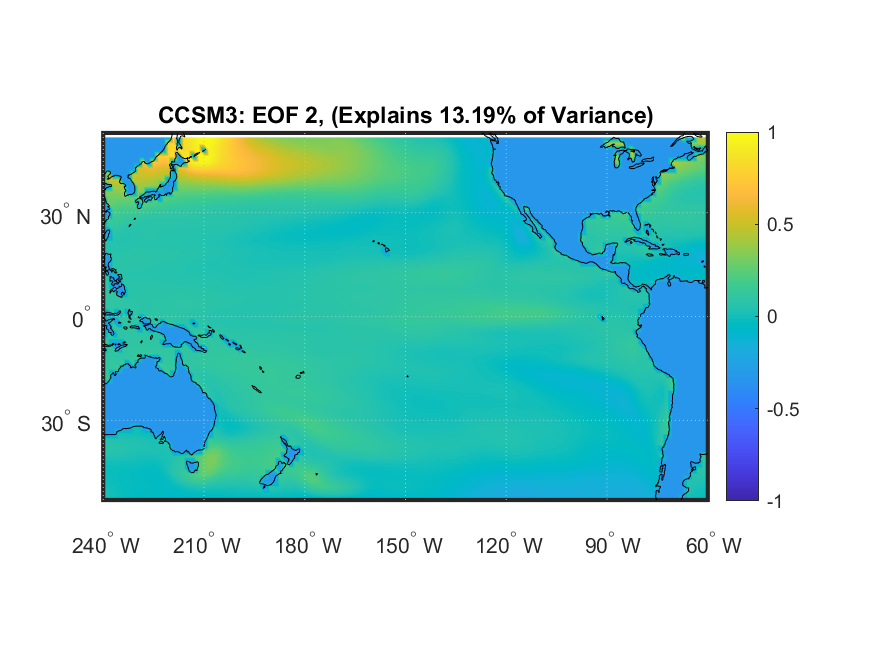 CCSM3: EOF 2, (Explains 13.19% of Variance)
1
0.5
0
-0.5
-1
30° N
0°
30° S
240° W 210° W 180° W 150° W 120° W 90° W 60° W